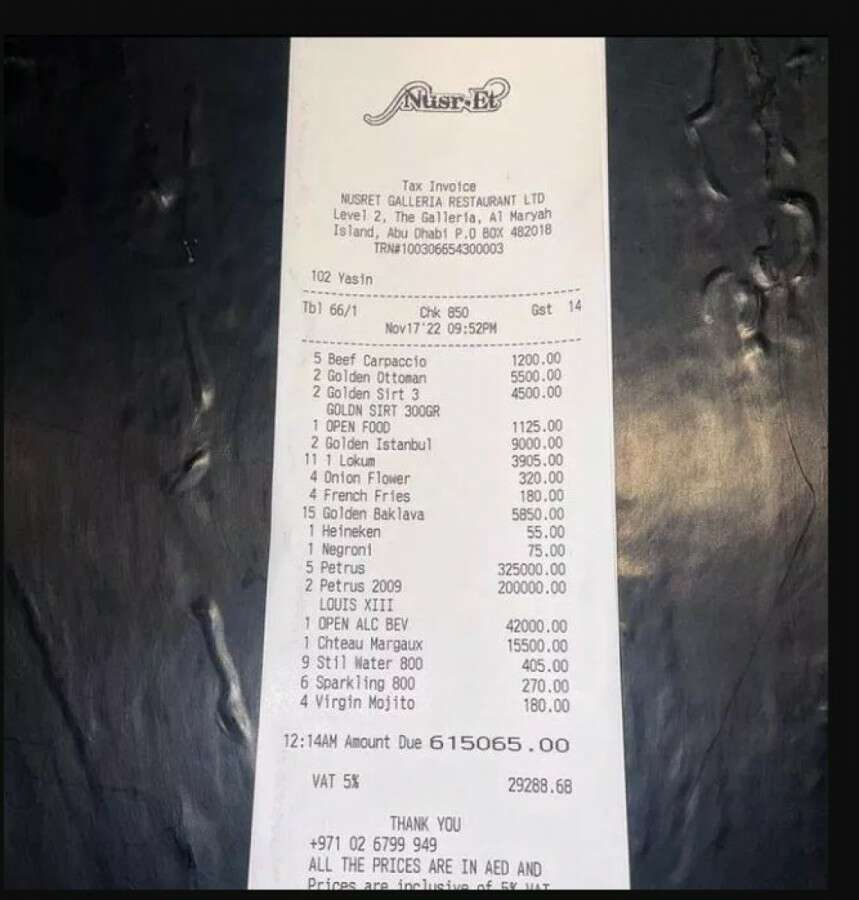 Nusr-Et
Tax Invoice
NUSRET GALLERIA RESTAURANT LTD
Level 2, The Galleria, Al Maryah
Island, Abu Dhabi P.O BOX 482018
TRN#100306654300003
102 Yasin
Tbl 66/1 Chk 850 Gst 14
Nov17'22 09:52PM
5 Beef Carpaccio 1200.00
2 Golden Ottoman 5500.00
2 Golden Sirt 3 4500.00
GOLDN SIRT 300GR
1 OPEN FOOD 1125.00
2 Golden Istanbul 9000.00
11 1 Lokum 3905.00
4 Onion Flower 320.00
4 French Fries 180.00
15 Golden Baklava 5850.00
1 Heineken 55.00
1 Negroni 75.00
5 Petrus 325000.00
2 Petrus 2009 200000.00
LOUIS XIII
1 OPEN ALC BEV 42000.00
1 Chteau Margaux 15500.00
9 Stil Water 800 405.00
6 Sparkling 800 270.00
4 Virgin Mojito 180.00
12:14AM Amount Due 615065.00
VAT 5% 29288.68
THANK YOU
+971 02 6799 949
ALL THE PRICES ARE IN AED AND
Prices are inclusive of 5% VAT